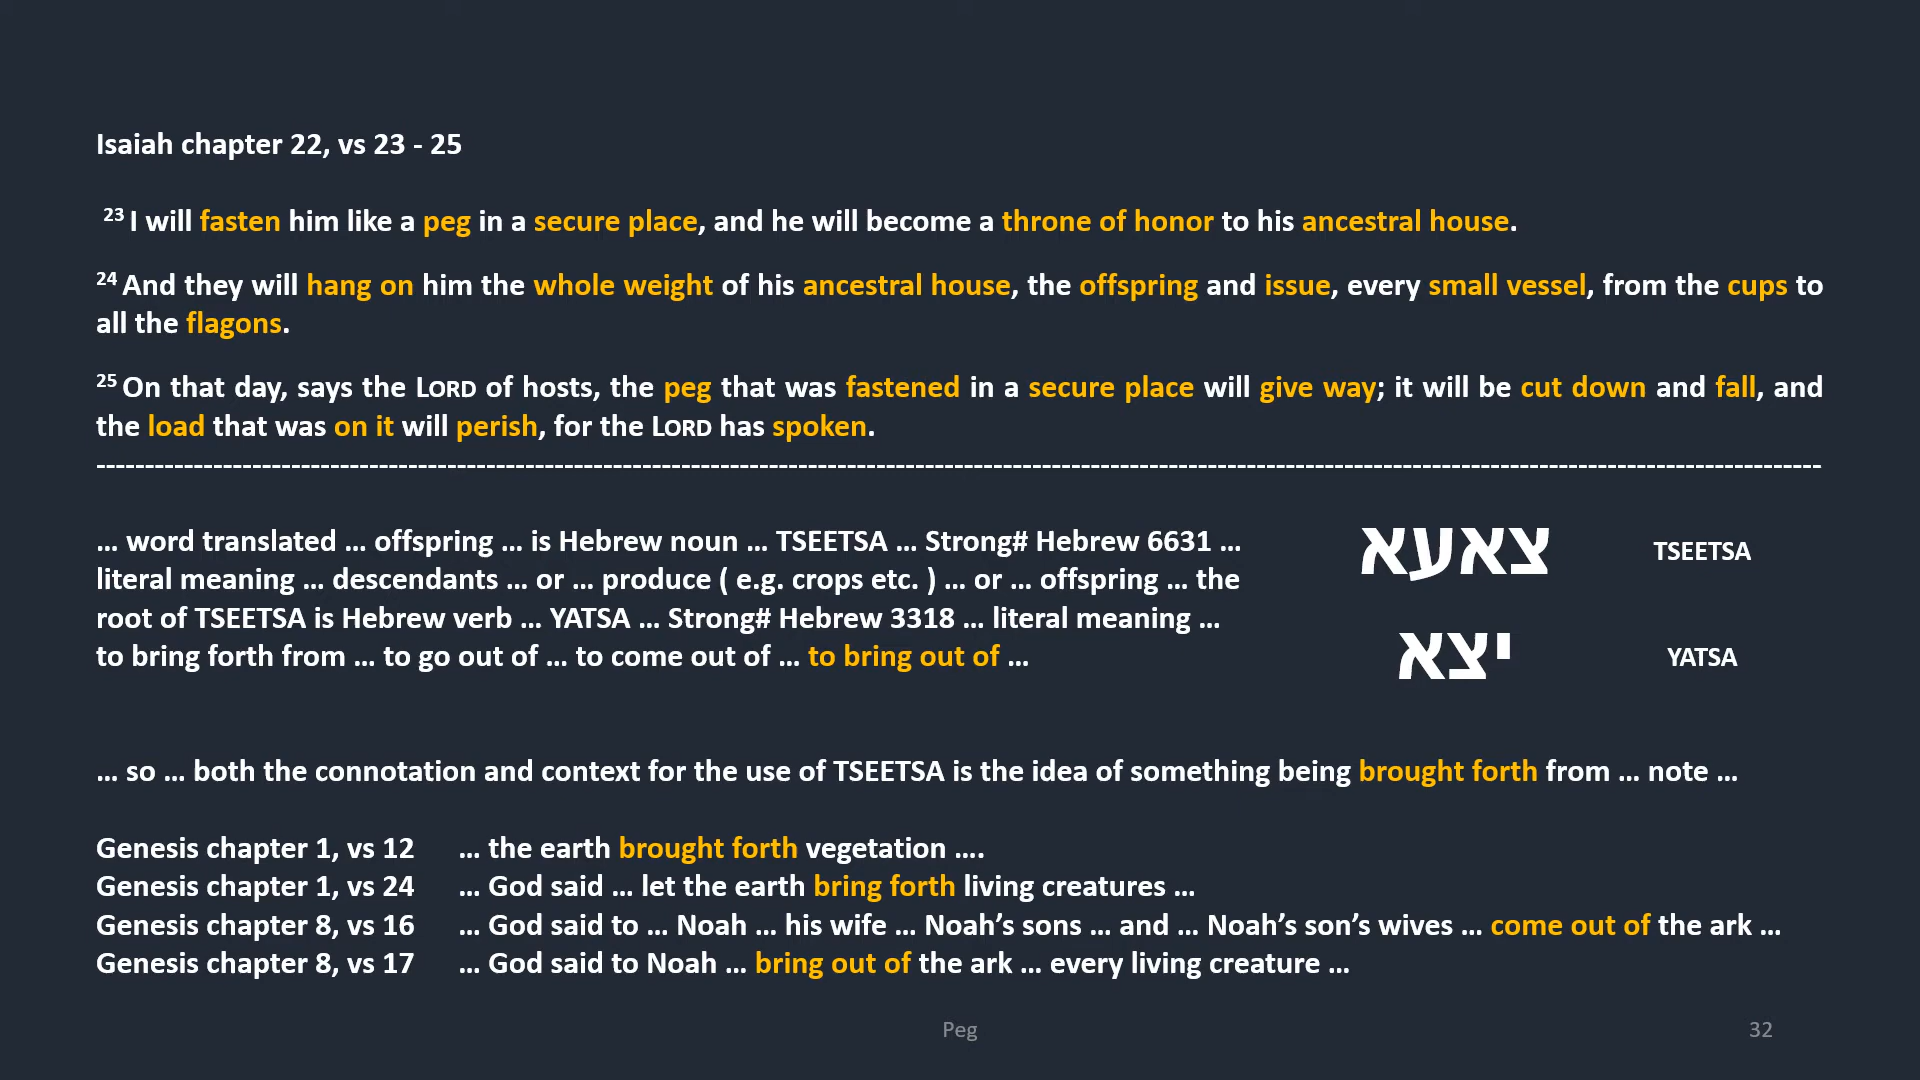 Isaiah chapter 22, vs 23 - 25
23 I will fasten him like a peg in a secure place, and he will become a throne of honor to his ancestral house.
24 And they will hang on him the whole weight of his ancestral house, the offspring and issue, every small vessel, from the cups to
all the flagons.
25 On that day, says the LORD of hosts, the peg that was fastened in a secure place will give way; it will be cut down and fall, and
the load that was on it will perish, for the LORD has spoken.
--------------------------------------------------------------------------------------------------------------------------------------------------------------------------------
... word translated ... offspring ... is Hebrew noun ... TSEETSA ... Strong# Hebrew 6631 ...
literal meaning ... descendants ... or ... produce ( e.g. crops etc. ) ... or ... offspring ... the
root of TSEETSA is Hebrew verb ... YATSA ... Strong# Hebrew 3318 ... literal meaning ...
to bring forth from ... to go out of ... to come out of ... to bring out of ...
צאעא TSEETSA
יצא YATSA
... so ... both the connotation and context for the use of TSEETSA is the idea of something being brought forth from ... note ...
Genesis chapter 1, vs 12 ... the earth brought forth vegetation ....
Genesis chapter 1, vs 24 ... God said ... let the earth bring forth living creatures ...
Genesis chapter 8, vs 16 ... God said to ... Noah ... his wife ... Noah’s sons ... and ... Noah’s son’s wives ... come out of the ark ...
Genesis chapter 8, vs 17 ... God said to Noah ... bring out of the ark ... every living creature ...
Peg 32